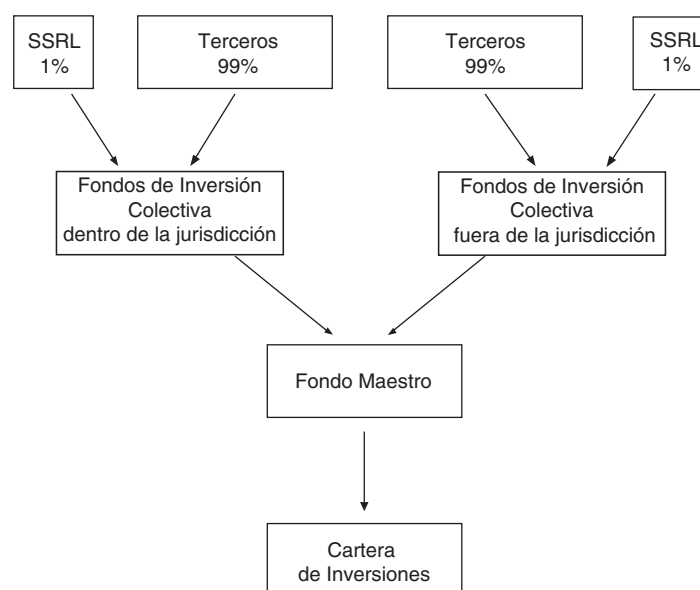 SSRL
1%
Terceros
99%
Terceros
99%
SSRL
1%
Fondos de Inversión
Colectiva
dentro de la jurisdicción
Fondos de Inversión
Colectiva
fuera de la jurisdicción
Fondo Maestro
Cartera
de Inversiones